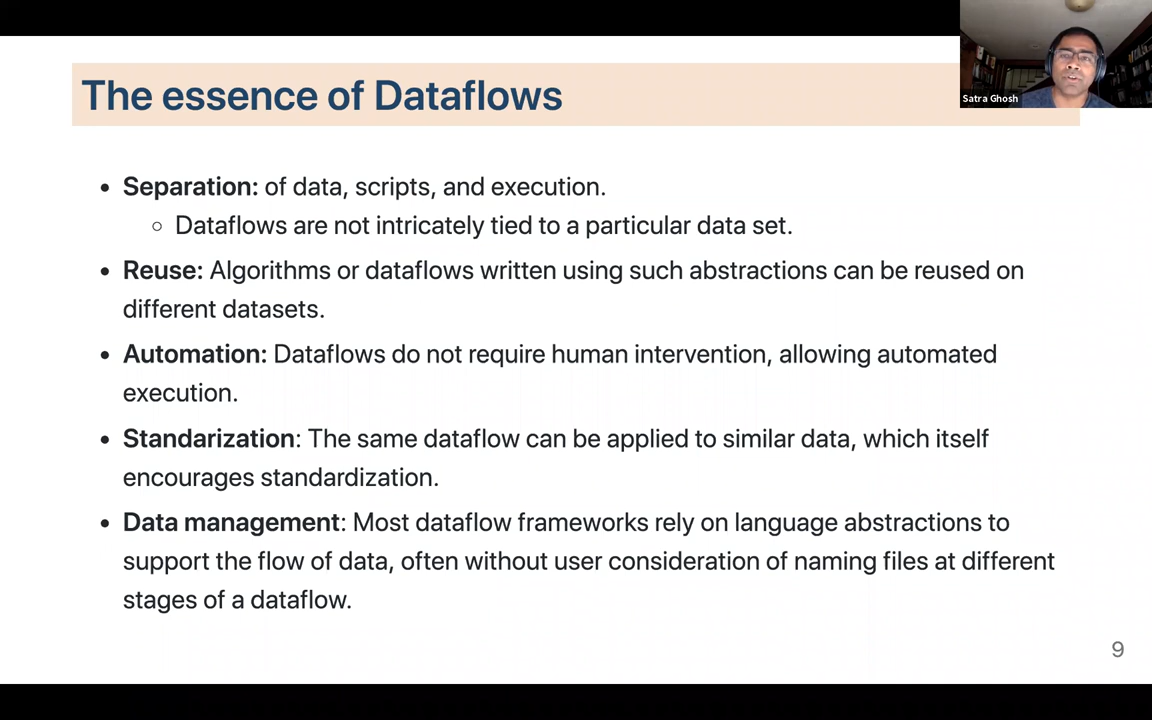 The essence of Dataflows
Satra Ghosh
• Separation: of data, scripts, and execution.
○ Dataflows are not intricately tied to a particular data set.
• Reuse: Algorithms or dataflows written using such abstractions can be reused on
different datasets.
• Automation: Dataflows do not require human intervention, allowing automated
execution.
• Standarization: The same dataflow can be applied to similar data, which itself
encourages standardization.
• Data management: Most dataflow frameworks rely on language abstractions to
support the flow of data, often without user consideration of naming files at different
stages of a dataflow.
9